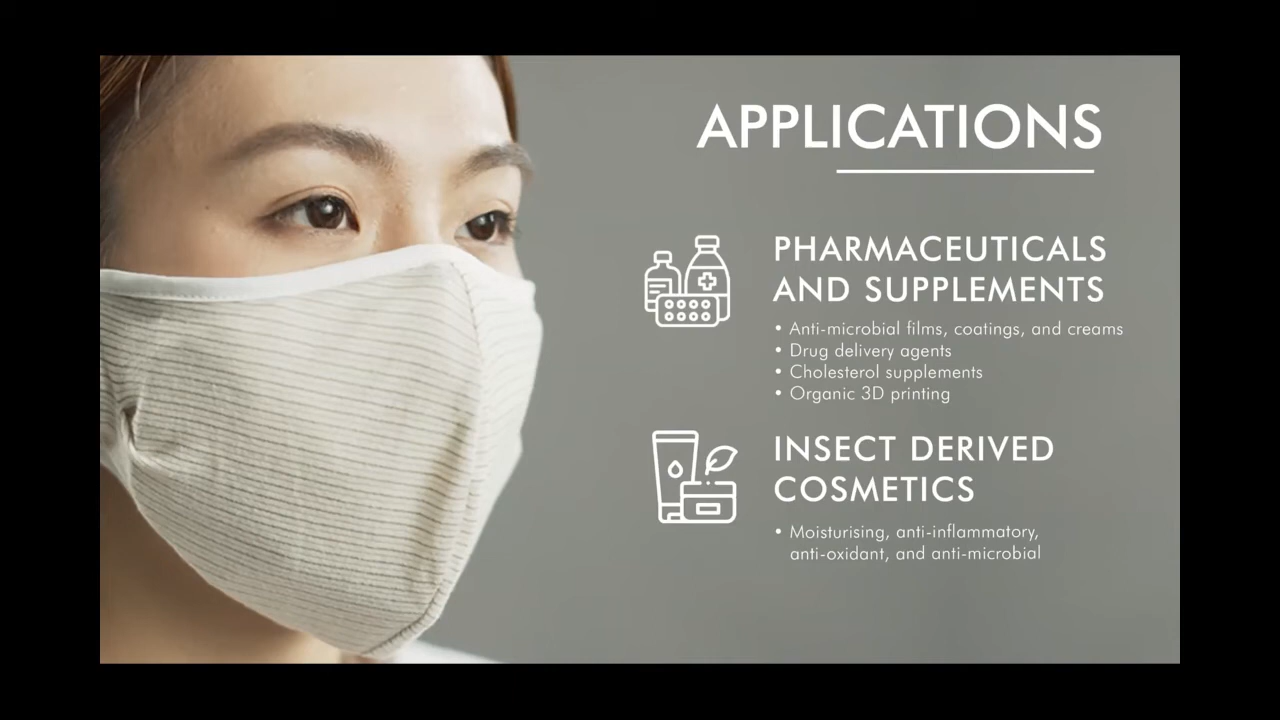 APPLICATIONS
PHARMACEUTICALS
AND SUPPLEMENTS
• Anti-microbial films, coatings, and creams
• Drug delivery agents
• Cholesterol supplements
• Organic 3D printing
INSECT DERIVED
COSMETICS
• Moisturising, anti-inflammatory,
anti-oxidant, and anti-microbial